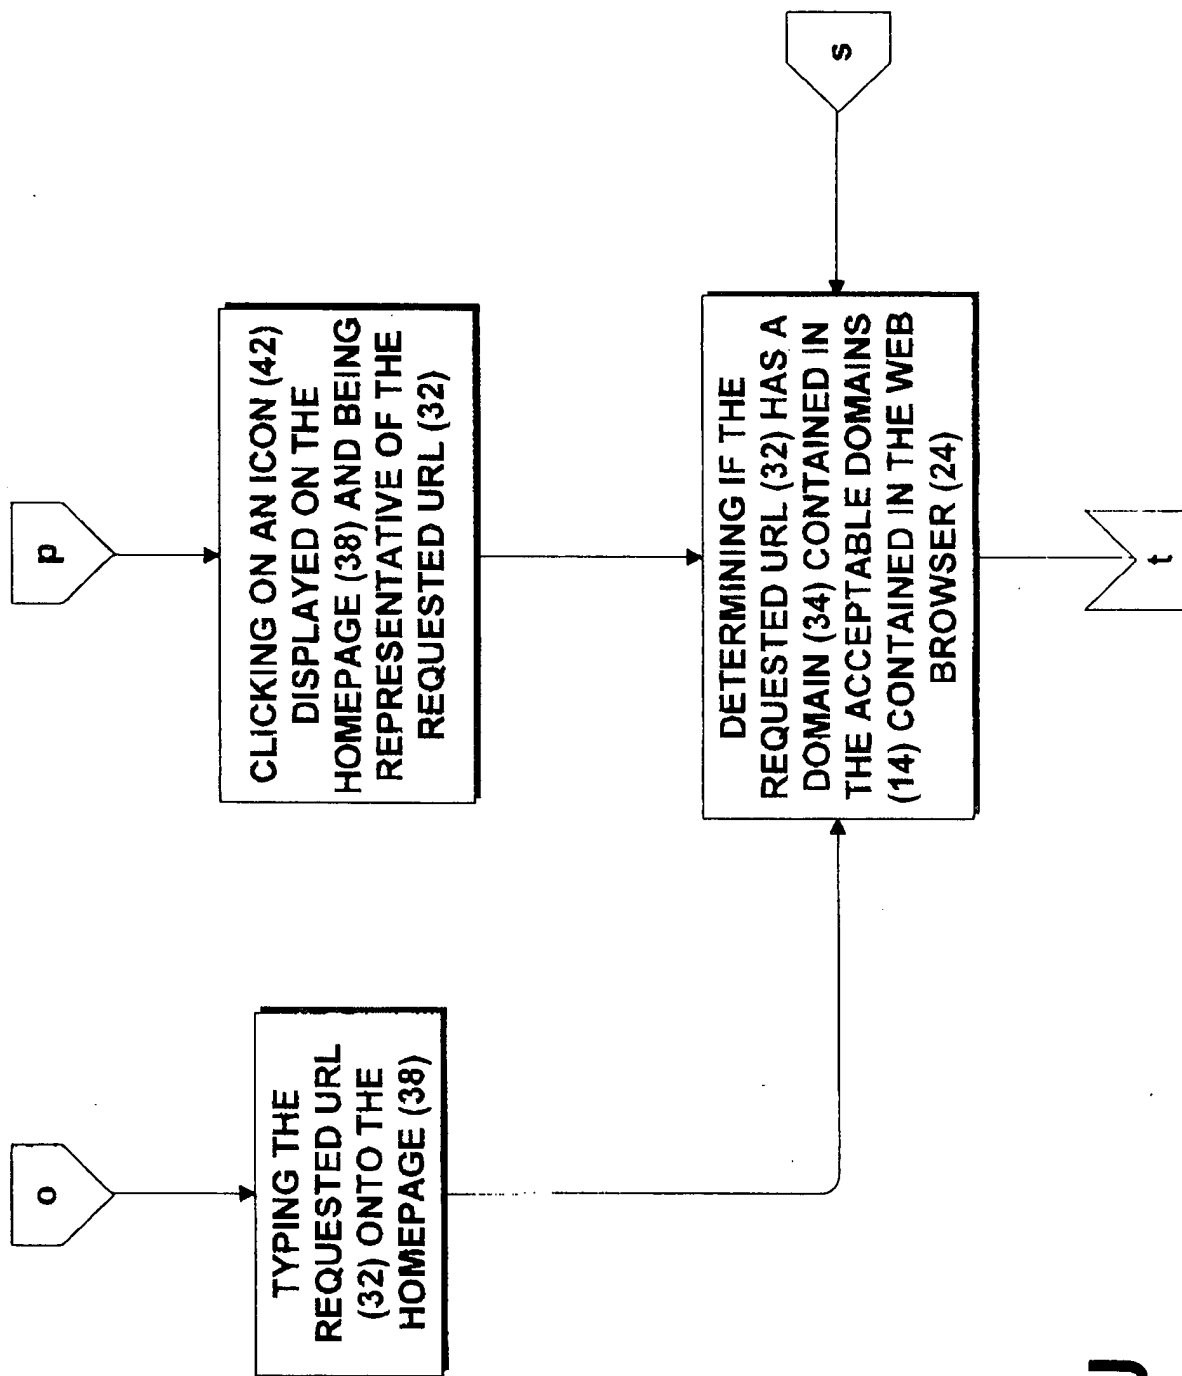 o
TYPING THE
REQUESTED URL
(32) ONTO THE
HOMEPAGE (38)
p
CLICKING ON AN ICON (42)
DISPLAYED ON THE
HOMEPAGE (38) AND BEING
REPRESENTATIVE OF THE
REQUESTED URL (32)
s
DETERMINING IF THE
REQUESTED URL (32) HAS A
DOMAIN (34) CONTAINED IN
THE ACCEPTABLE DOMAINS
(14) CONTAINED IN THE WEB
BROWSER (24)
t